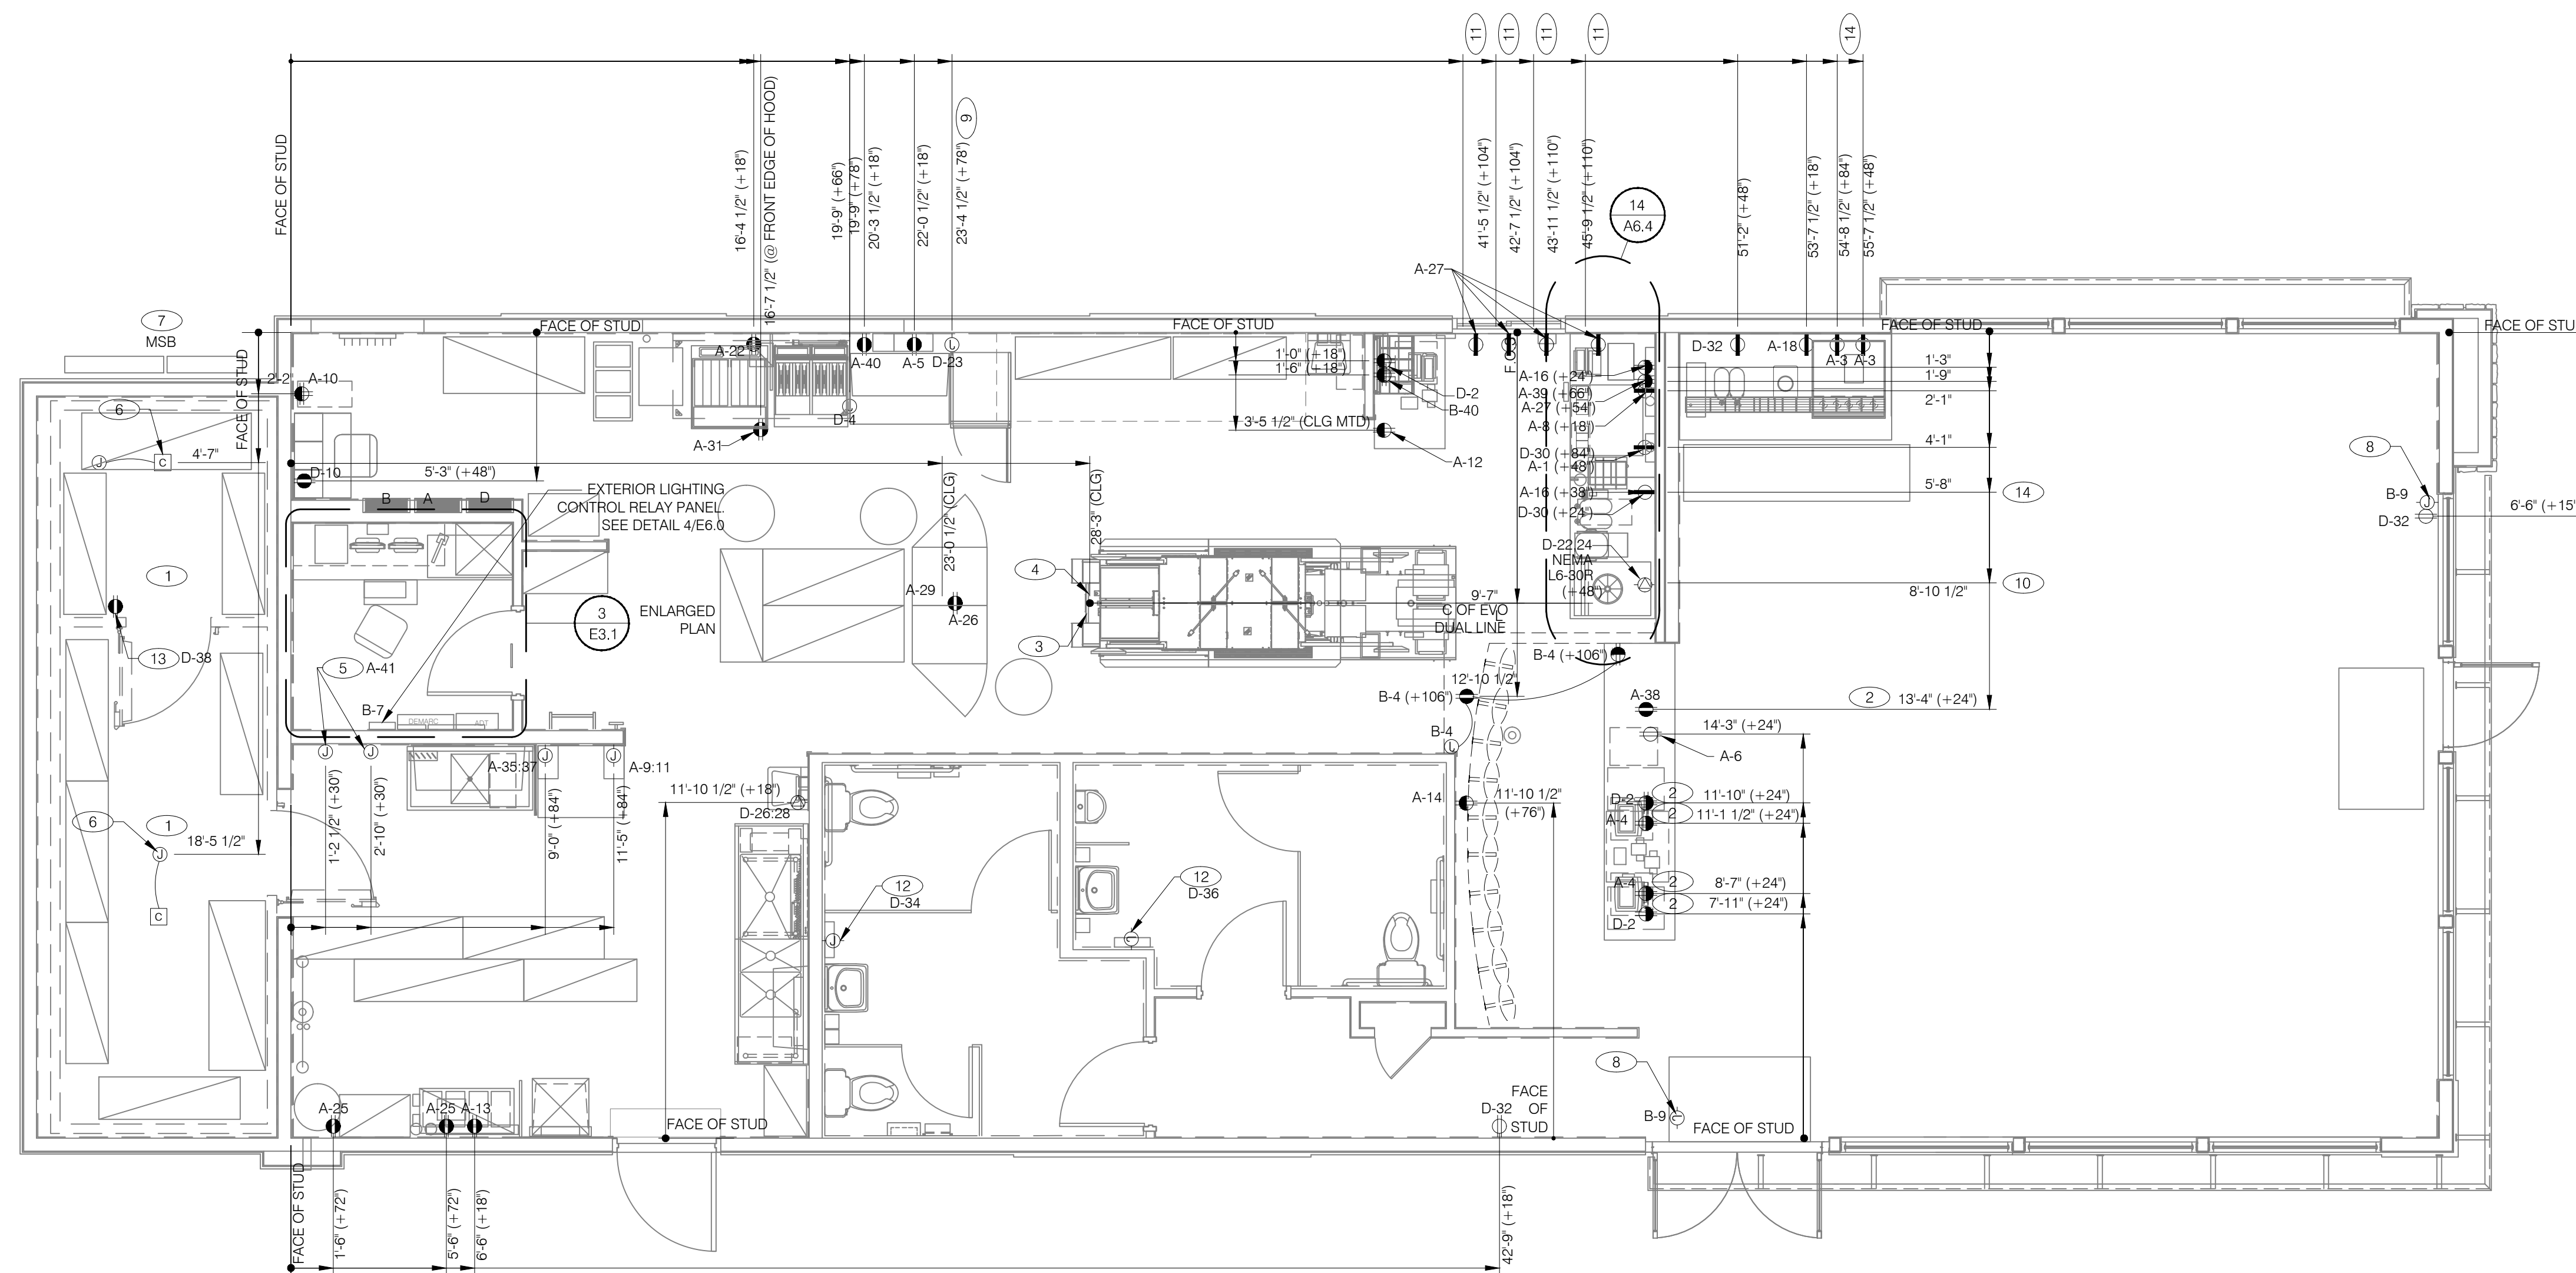 11
11
11
11
14
9
FACE OF STUD
16'-4 1/2" (+18")
16'-7 1/2" (@ FRONT EDGE OF HOOD)
19'-9" (+66")
19'-9" (+78")
20'-3 1/2" (+18")
22'-0 1/2" (+18")
23'-4 1/2" (+78")
41'-5 1/2" (+104")
42'-7 1/2" (+104")
43'-11 1/2" (+110")
45'-9 1/2" (+110")
51'-2" (+48")
53'-7 1/2" (+18")
54'-8 1/2" (+84")
55'-7 1/2" (+48")
14
A6.4
A-27
7
MSB
FACE OF STUD
FACE OF STUD
FACE OF STUD
FACE OF STU
FACE OF STUD
A-22
A-40
A-5
D-23
D-32
A-18
A-3
A-3
1'-0" (+18")
1'-6" (+18")
F.O.S.
1'-3"
1'-9"
2'-1"
2'-2"
A-10
A-16 (+24")
A-39 (+66")
A-27 (+54")
A-8 (+18")
D-2
B-40
6
D-4
3'-5 1/2" (CLG MTD)
A-31
4'-1"
8
D-30 (+84")
A-1 (+48")
A-12
4'-7"
J
C
D-10
5'-3" (+48")
5'-8"
14
A-16 (+38")
D-30 (+24")
B
A
D
EXTERIOR LIGHTING
CONTROL RELAY PANEL.
SEE DETAIL 4/E6.0
23'-0 1/2" (CLG)
28'-3" (CLG)
B-9
J
D-32
6'-6" (+15"
D-22,24
NEMA
L6-30R
(+48")
1
4
10
8'-10 1/2"
A-29
A-26
9'-7"
C OF EVO
L
DUAL LINE
3
E3.1
ENLARGED
PLAN
3
13
D-38
5
A-41
B-4 (+106")
12'-10 1/2"
B-4 (+106")
A-38
2
13'-4" (+24")
B-7
DEMARC
ADT
B-4
J
14'-3" (+24")
A-6
J
J
J
J
A-35:37
A-9:11
11'-10 1/2" (+18")
D-26:28
A-14
11'-10 1/2"
(+76")
D-2
2
11'-10" (+24")
A-4
2
11'-1 1/2" (+24")
6
1
18'-5 1/2"
J
1'-2 1/2" (+30")
2'-10" (+30")
9'-0" (+84")
11'-5" (+84")
12
D-34
12
D-36
A-4
2
8'-7" (+24")
2
7'-11" (+24")
D-2
C
J
J
8
A-25
A-25
A-13
FACE OF STUD
D-32
FACE
OF
STUD
B-9
J
FACE OF STUD
FACE OF STUD
1'-6" (+72")
5'-6" (+72")
6'-6" (+18")
42'-9" (+18")